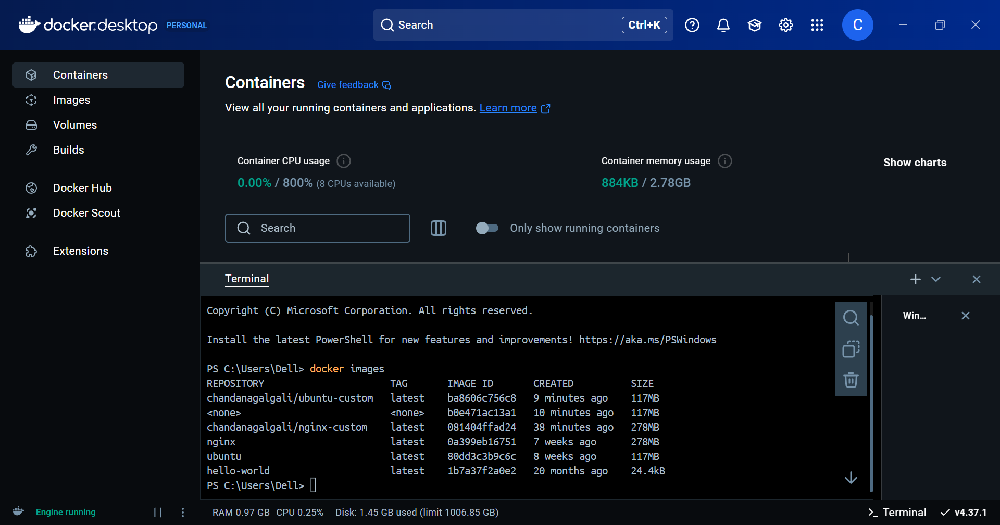 docker desktop PERSONAL
Search Ctrl+K
C
Containers
Images
Volumes
Builds
Docker Hub
Docker Scout
Extensions
Containers Give feedback
View all your running containers and applications. Learn more
Container CPU usage
0.00% / 800% (8 CPUs available)
Container memory usage
884KB / 2.78GB
Show charts
Search
Only show running containers
Terminal
Copyright (C) Microsoft Corporation. All rights reserved.
Install the latest PowerShell for new features and improvements! https://aka.ms/PSWindows
PS C:\Users\Dell> docker images
REPOSITORY TAG IMAGE ID CREATED SIZE
chandanagalgali/ubuntu-custom latest ba8606c756c8 9 minutes ago 117MB
<none> <none> b0e471ac13a1 10 minutes ago 117MB
chandanagalgali/nginx-custom latest 081404ffad24 38 minutes ago 278MB
nginx latest 0a399eb16751 7 weeks ago 278MB
ubuntu latest 80dd3c3b9c6c 8 weeks ago 117MB
hello-world latest 1b7a37f2a0e2 20 months ago 24.4kB
PS C:\Users\Dell>
Win...
Engine running
RAM 0.97 GB CPU 0.25% Disk: 1.45 GB used (limit 1006.85 GB)
Terminal v4.37.1